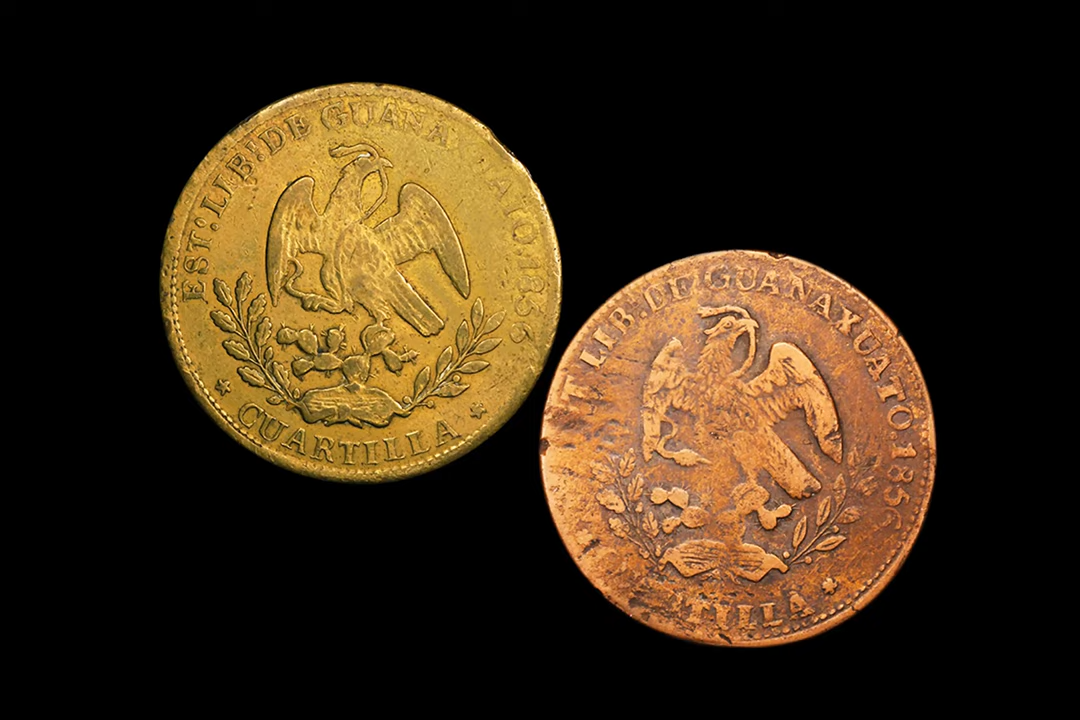 EST: LIB: DE GUANA UATO. 1856
CUARTILLA
T LIB: DE GUANAXUATO. 1856
TILLA